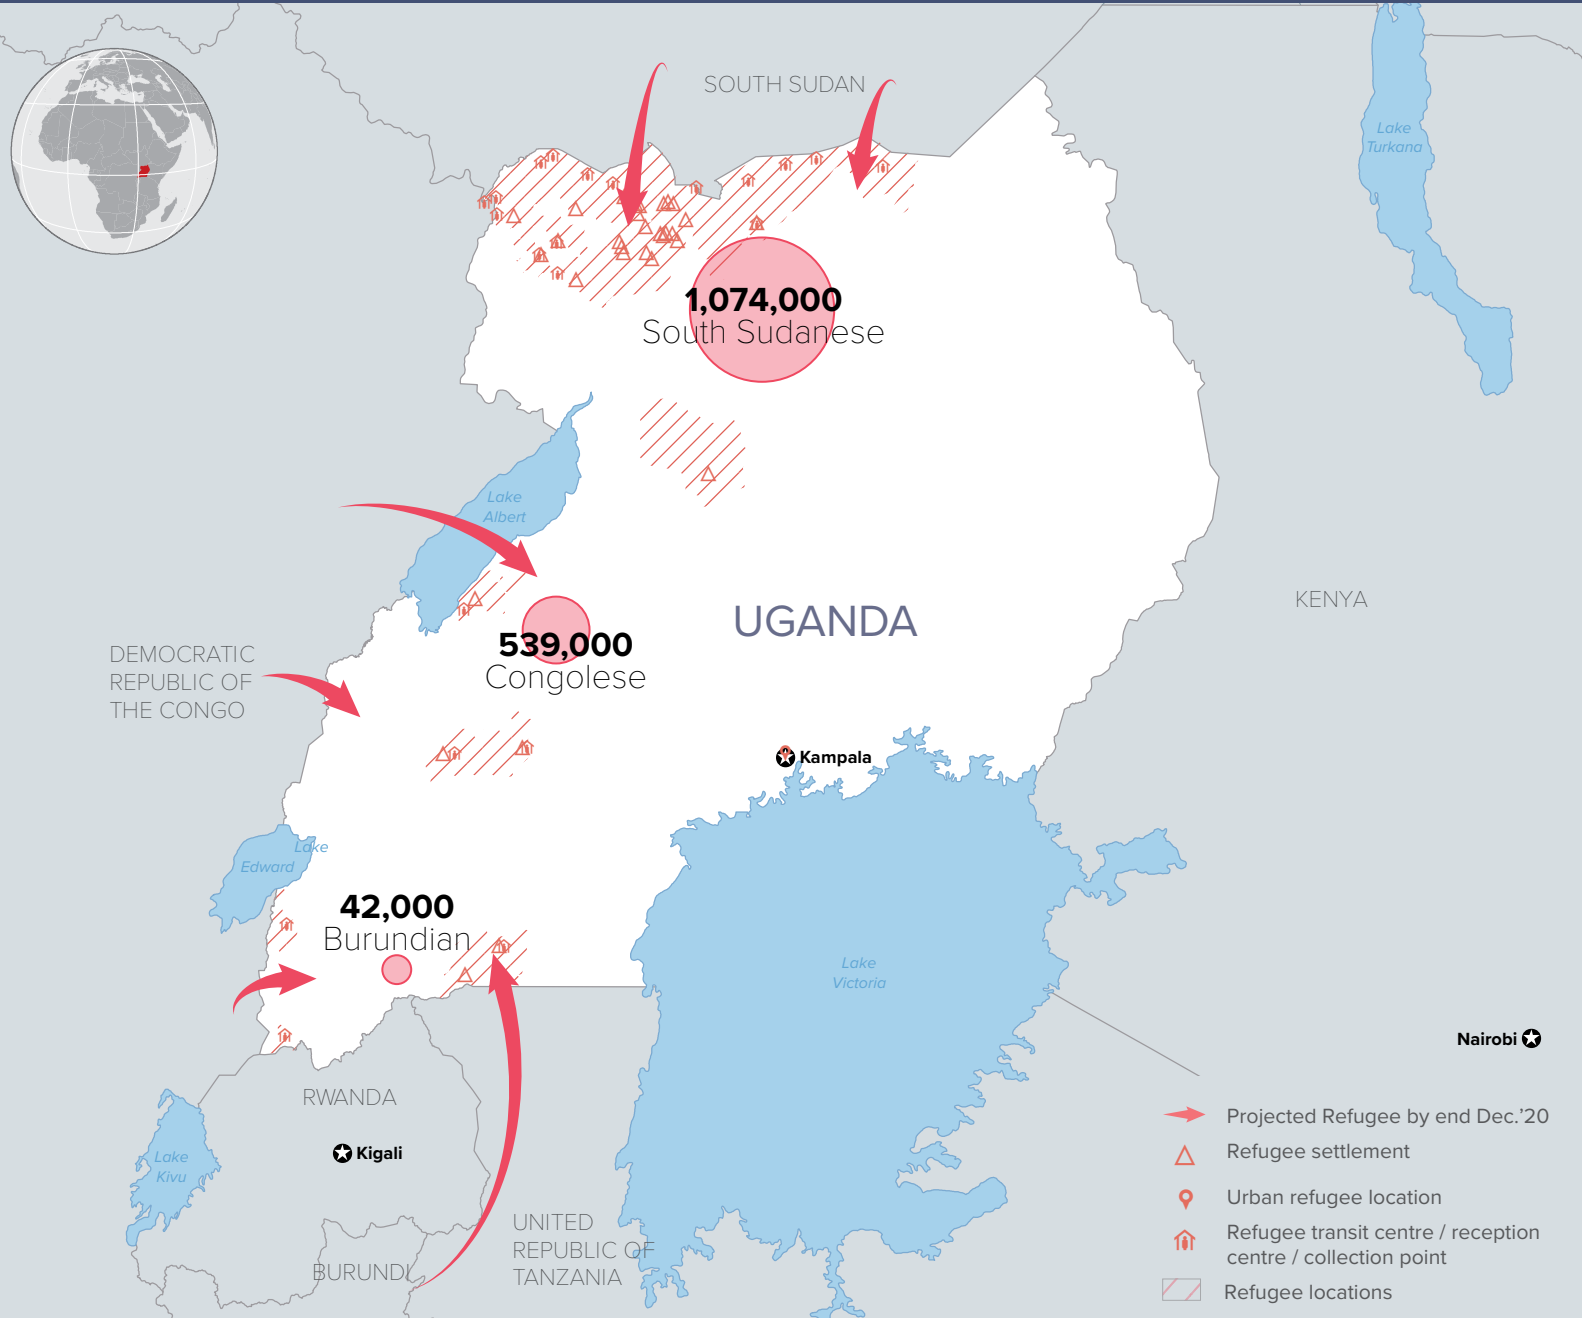 SOUTH SUDAN
Lake
Turkana
1,074,000
South Sudanese
Lake
Albert
UGANDA
KENYA
539,000
Congolese
DEMOCRATIC
REPUBLIC OF
THE CONGO
Kampala
Lake
Edward
42,000
Burundian
Lake
Victoria
Nairobi
RWANDA
Kigali
Lake
Kivu
UNITED
REPUBLIC OF
TANZANIA
BURUNDI
Projected Refugee by end Dec.'20
Refugee settlement
Urban refugee location
Refugee transit centre / reception
centre / collection point
Refugee locations